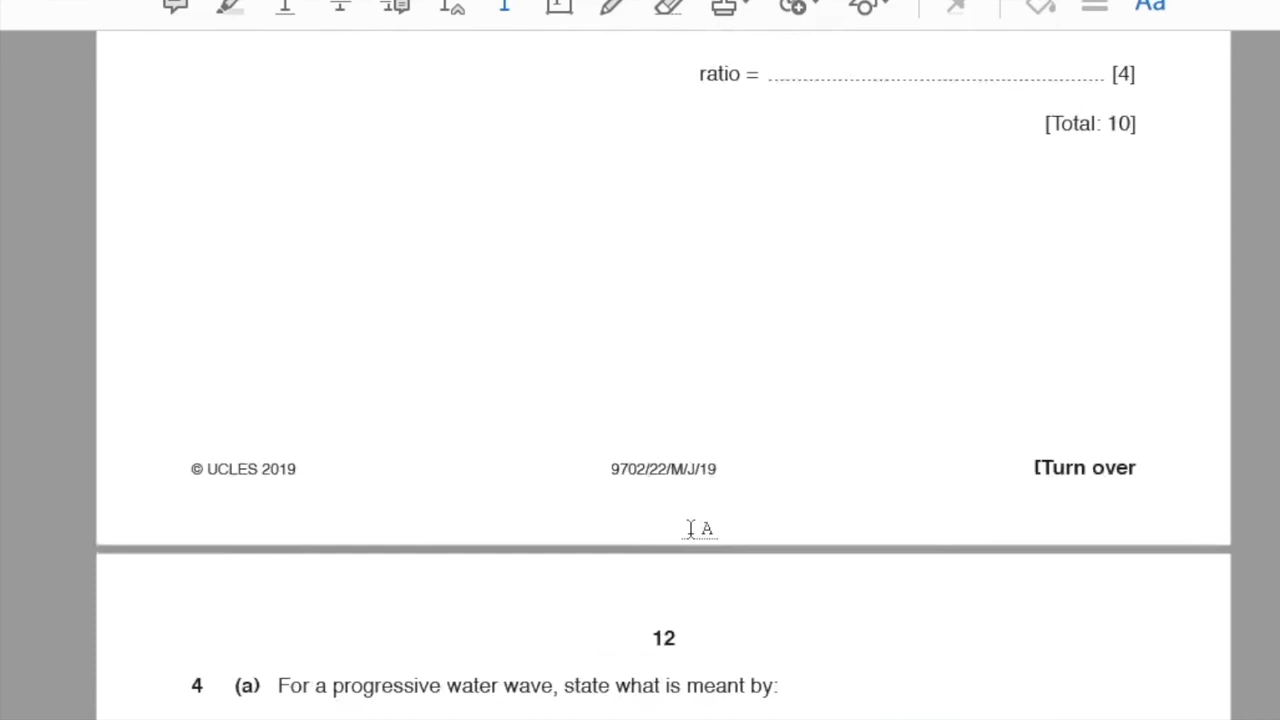 Aa
ratio = ................................................................ [4]
[Total: 10]
© UCLES 2019 9702/22/M/J/19 [Turn over
A
12
4 (a) For a progressive water wave, state what is meant by: